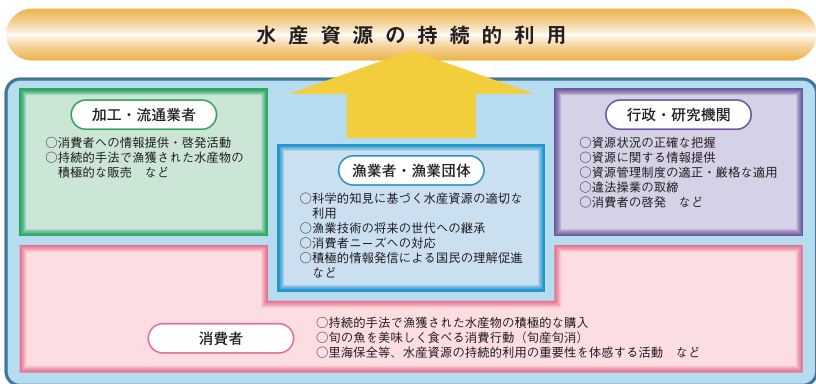 水産資源の持続的利用
加工・流通業者
○消費者への情報提供・啓発活動
○持続的手法で漁獲された水産物の
積極的な販売　など
漁業者・漁業団体
○科学的知見に基づく水産資源の適切な
利用
○漁業技術の将来の世代への継承
○消費者ニーズへの対応
○積極的情報発信による国民の理解促進
など
行政・研究機関
○資源状況の正確な把握
○資源に関する情報提供
○資源管理制度の適正・厳格な適用
○違法操業の取締
○消費者の啓発　など
消費者
○持続的手法で漁獲された水産物の積極的な購入
○旬の魚を美味しく食べる消費行動（旬産旬消）
○里海保全等、水産資源の持続的利用の重要性を体感する活動　など